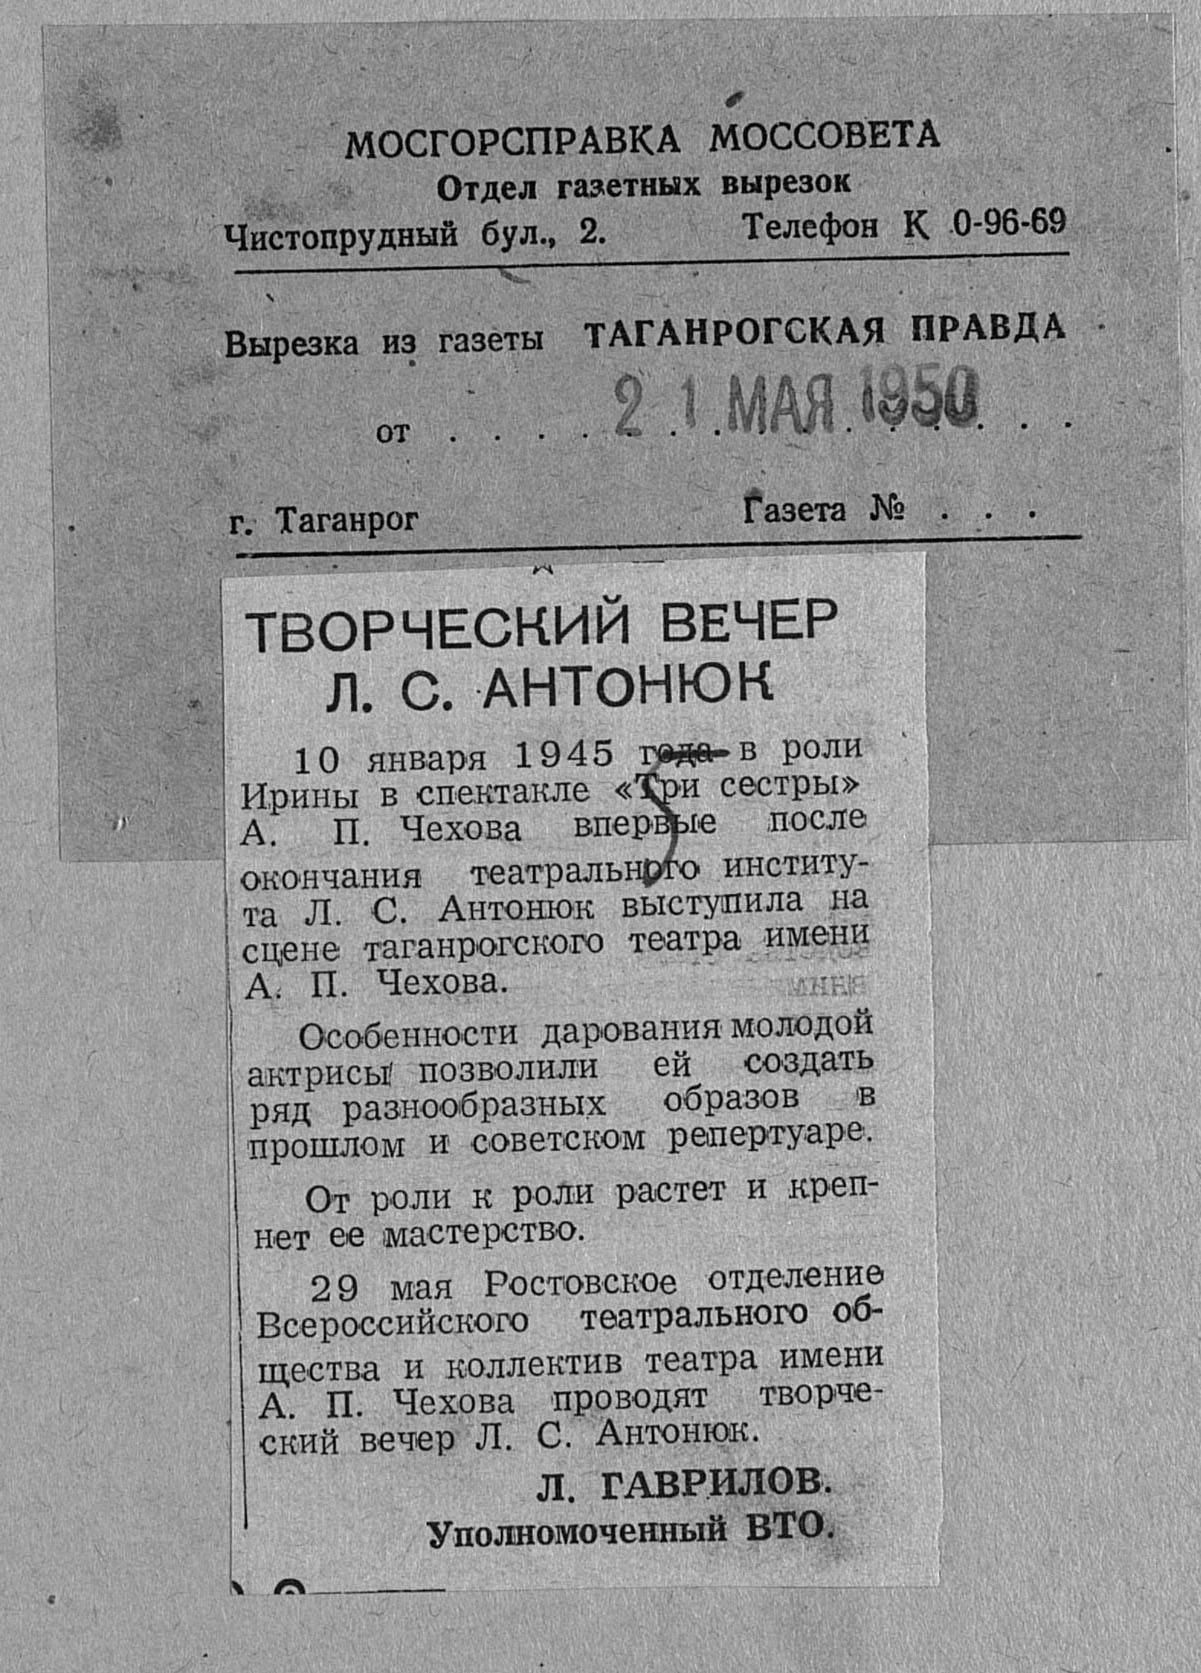 МОСГОРСПРАВКА МОССОВЕТА
Отдел газетных вырезок
Чистопрудный бул., 2. Телефон К 0-96-69
Вырезка из газеты ТАГАНРОГСКАЯ ПРАВДА
от . . . . 21 МАЯ 1950 . . .
г. Таганрог Газета № . . .
ТВОРЧЕСКИЙ ВЕЧЕР
Л. С. АНТОНЮК
10 января 1945 года в роли
Ирины в спектакле «Три сестры»
А. П. Чехова впервые после
окончания театрального институ-
та Л. С. Антонюк выступила на
сцене таганрогского театра имени
А. П. Чехова.
Особенности дарования молодой
актрисы позволили ей создать
ряд разнообразных образов в
прошлом и советском репертуаре.
От роли к роли растет и креп-
нет ее мастерство.
29 мая Ростовское отделение
Всероссийского театрального об-
щества и коллектив театра имени
А. П. Чехова проводят творче-
ский вечер Л. С. Антонюк.
Л. ГАВРИЛОВ.
Уполномоченный ВТО.